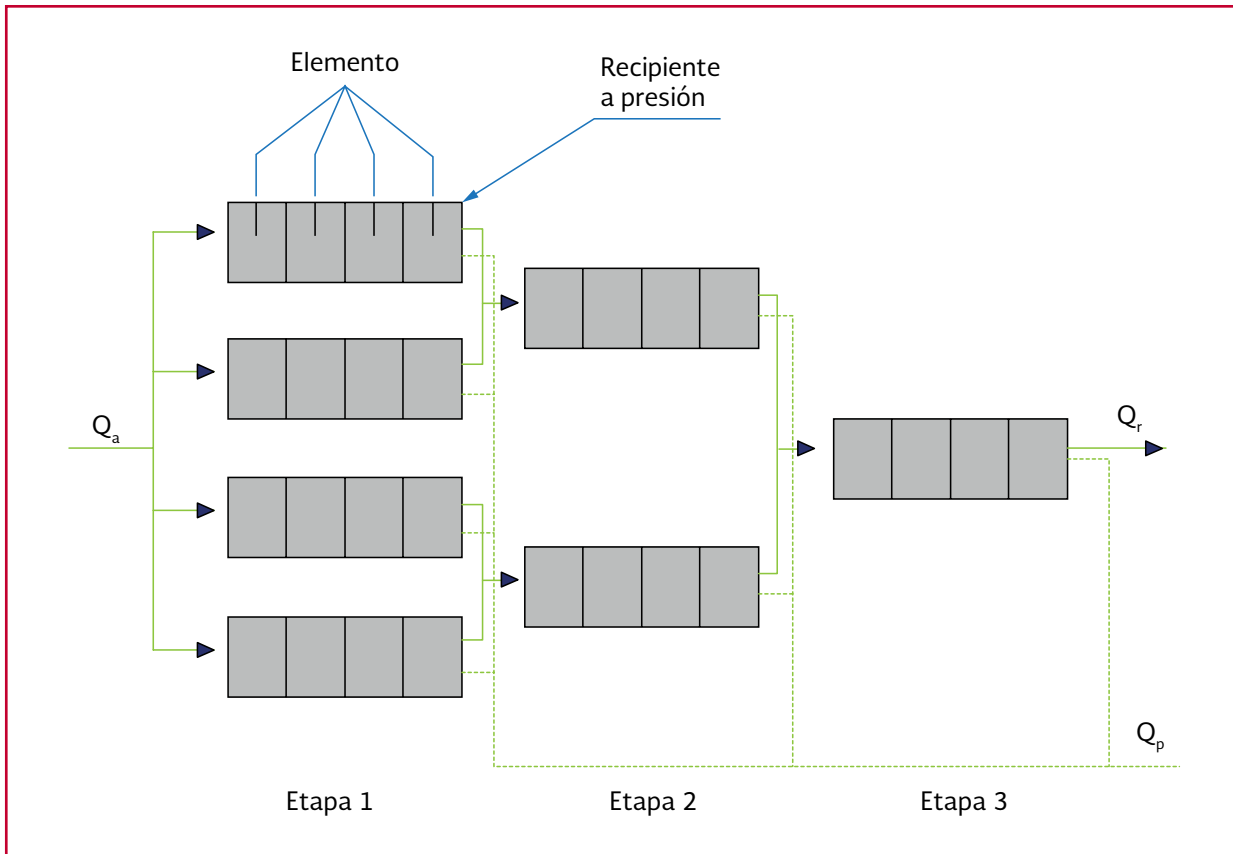 Elemento
Recipiente
a presión
Qa
Qr
Qp
Etapa 1
Etapa 2
Etapa 3